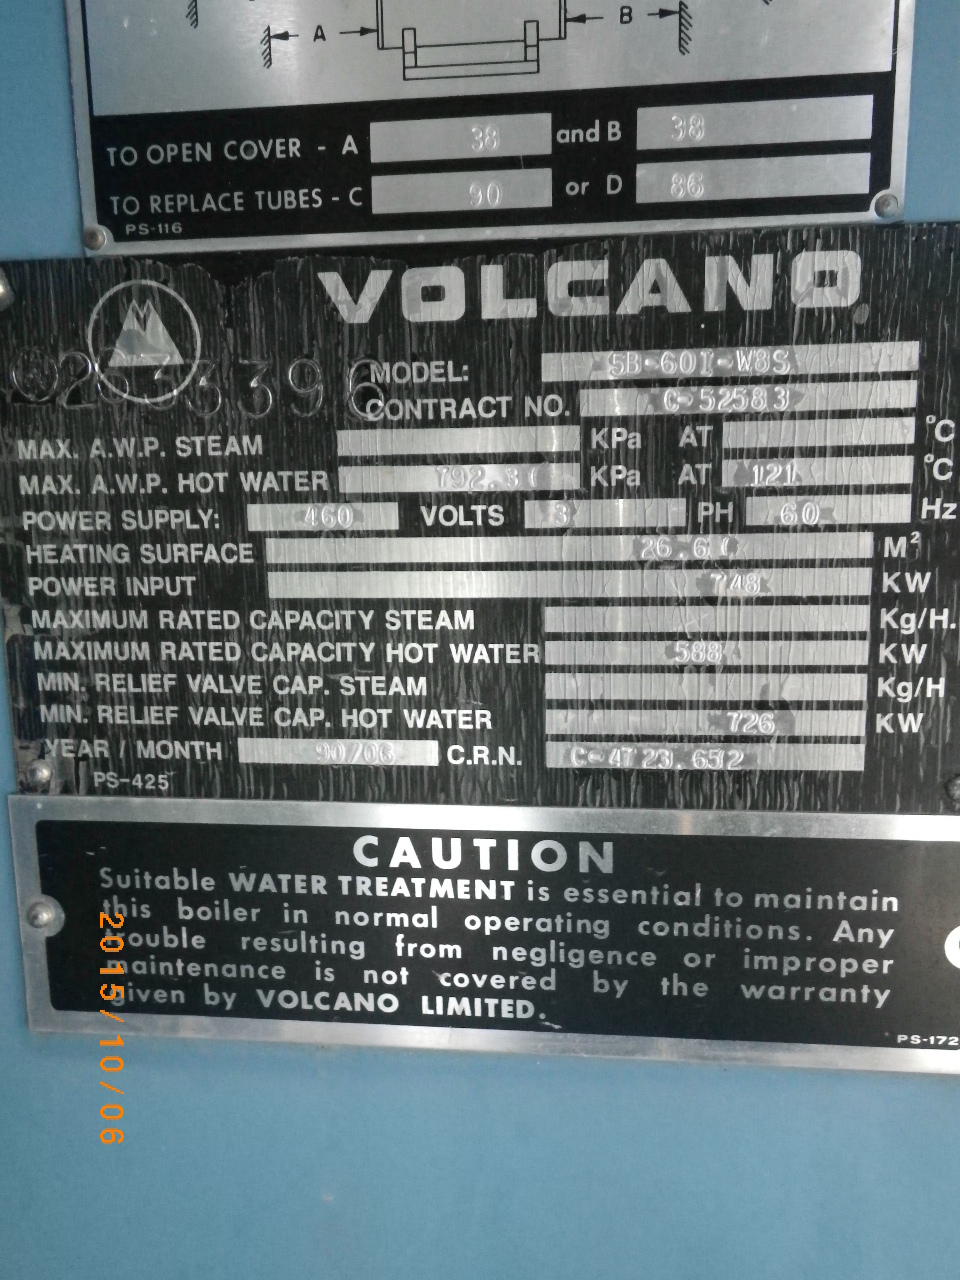 A B
TO OPEN COVER - A 38 and B 38
TO REPLACE TUBES - C 90 or D 86
PS-116
VOLCANO
W 2633396
MODEL: SB-60I-W8S
CONTRACT NO. C-52583
MAX. A.W.P. STEAM KPa AT °C
MAX. A.W.P. HOT WATER KPa AT 121 °C
POWER SUPPLY: 460 VOLTS 3 PH 60 Hz
HEATING SURFACE M²
POWER INPUT 748 KW
MAXIMUM RATED CAPACITY STEAM Kg/H.
MAXIMUM RATED CAPACITY HOT WATER 588 KW
MIN. RELIEF VALVE CAP. STEAM Kg/H
MIN. RELIEF VALVE CAP. HOT WATER 726 KW
YEAR / MONTH 90/06 C.R.N. C-4723.652
PS-425
CAUTION
Suitable WATER TREATMENT is essential to maintain
this boiler in normal operating conditions. Any
trouble resulting from negligence or improper
maintenance is not covered by the warranty
given by VOLCANO LIMITED.
PS-172
2015/10/06